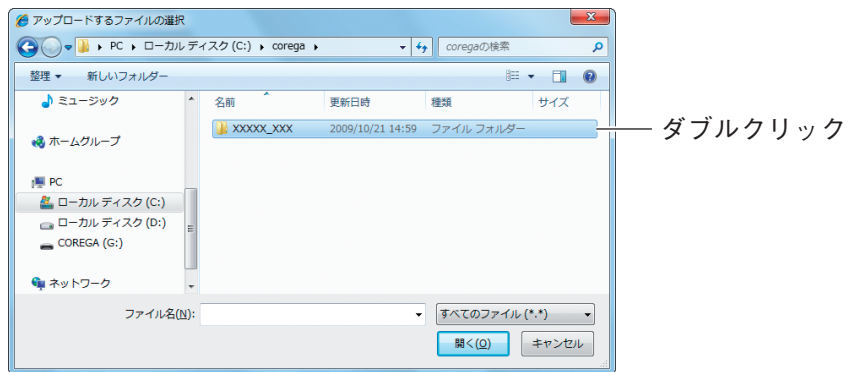 アップロードするファイルの選択
PC ▸ ローカル ディスク (C:) ▸ corega ▸
coregaの検索
整理 ▼ 新しいフォルダー
ミュージック
ホームグループ
PC
ローカル ディスク (C:)
ローカル ディスク (D:)
COREGA (G:)
ネットワーク
名前 更新日時 種類 サイズ
XXXXX_XXX 2009/10/21 14:59 ファイル フォルダー
ダブルクリック
ファイル名(N):
すべてのファイル (*.*)
開く(O) キャンセル